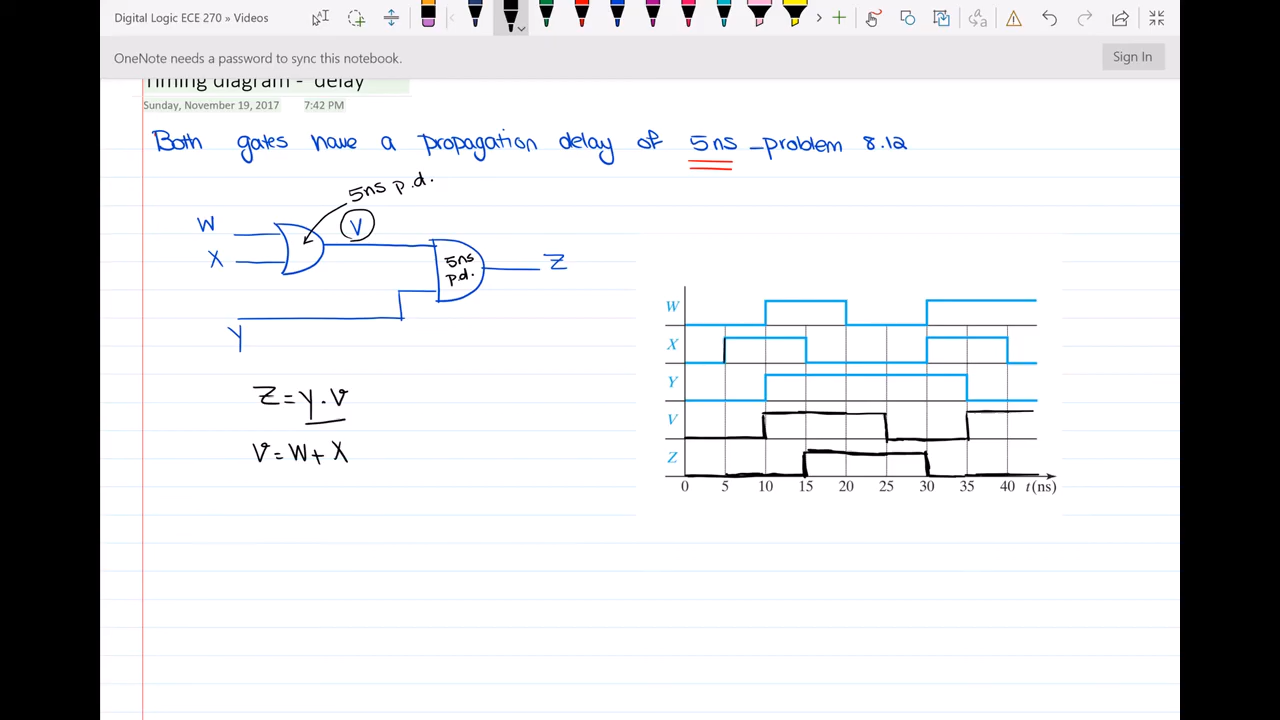 Digital Logic ECE 270 » Videos
OneNote needs a password to sync this notebook.
Sign In
Timing diagram - delay
Sunday, November 19, 2017 7:42 PM
Both gates have a propagation delay of 5ns - problem 8.12
5ns p.d.
W
V
X
5ns
p.d.
Z
Y
Z = Y . V
V = W + X
W
X
Y
V
Z
0 5 10 15 20 25 30 35 40 t (ns)